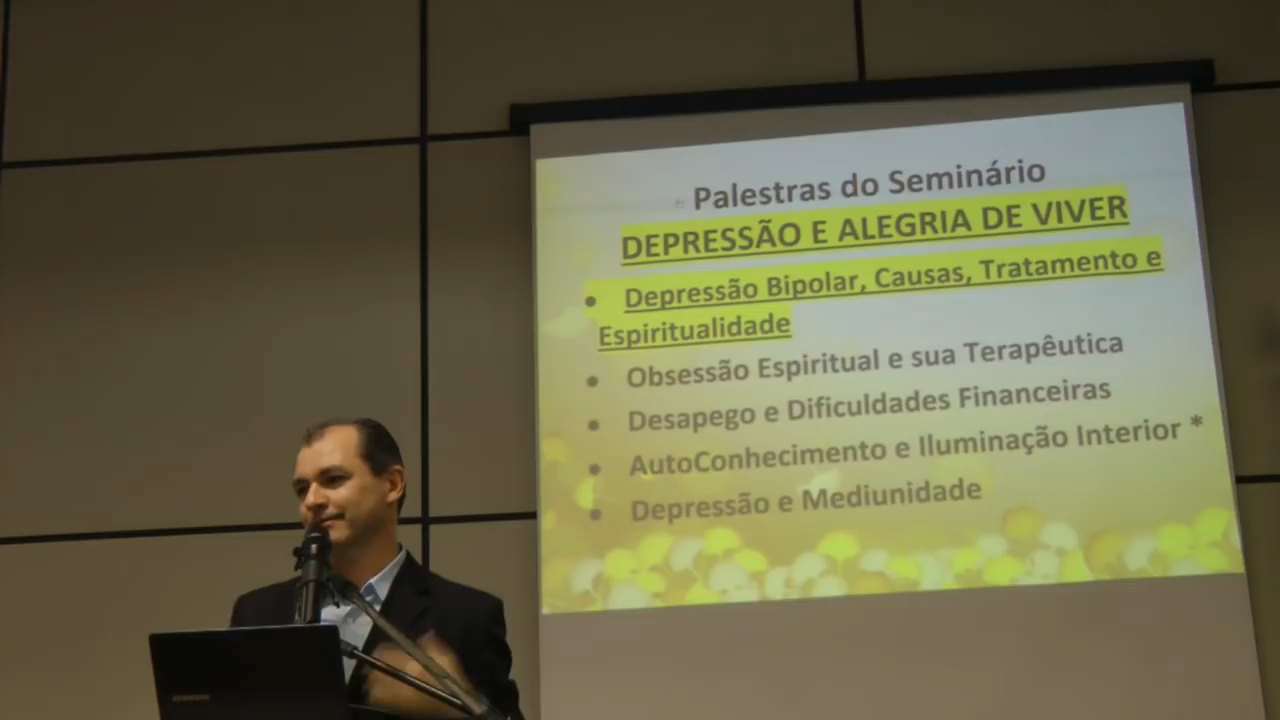 Palestras do Seminário
DEPRESSÃO E ALEGRIA DE VIVER
• Depressão Bipolar, Causas, Tratamento e
Espiritualidade
• Obsessão Espiritual e sua Terapêutica
• Desapego e Dificuldades Financeiras
• AutoConhecimento e Iluminação Interior *
• Depressão e Mediunidade